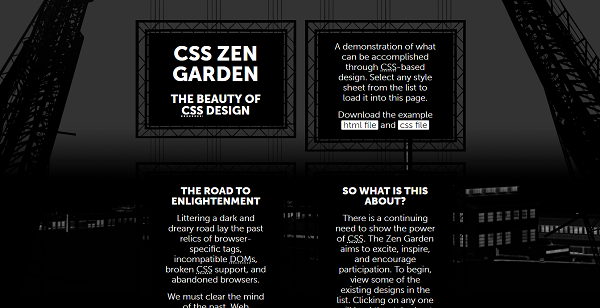 CSS ZEN
GARDEN
THE BEAUTY OF
CSS DESIGN
A demonstration of what
can be accomplished
through CSS-based
design. Select any style
sheet from the list to
load it into this page.
Download the example
html file and css file
THE ROAD TO
ENLIGHTENMENT
Littering a dark and
dreary road lay the past
relics of browser-
specific tags,
incompatible DOMs,
broken CSS support, and
abandoned browsers.
We must clear the mind
of the past. Web
SO WHAT IS THIS
ABOUT?
There is a continuing
need to show the power
of CSS. The Zen Garden
aims to excite, inspire,
and encourage
participation. To begin,
view some of the
existing designs in the
list. Clicking on any one